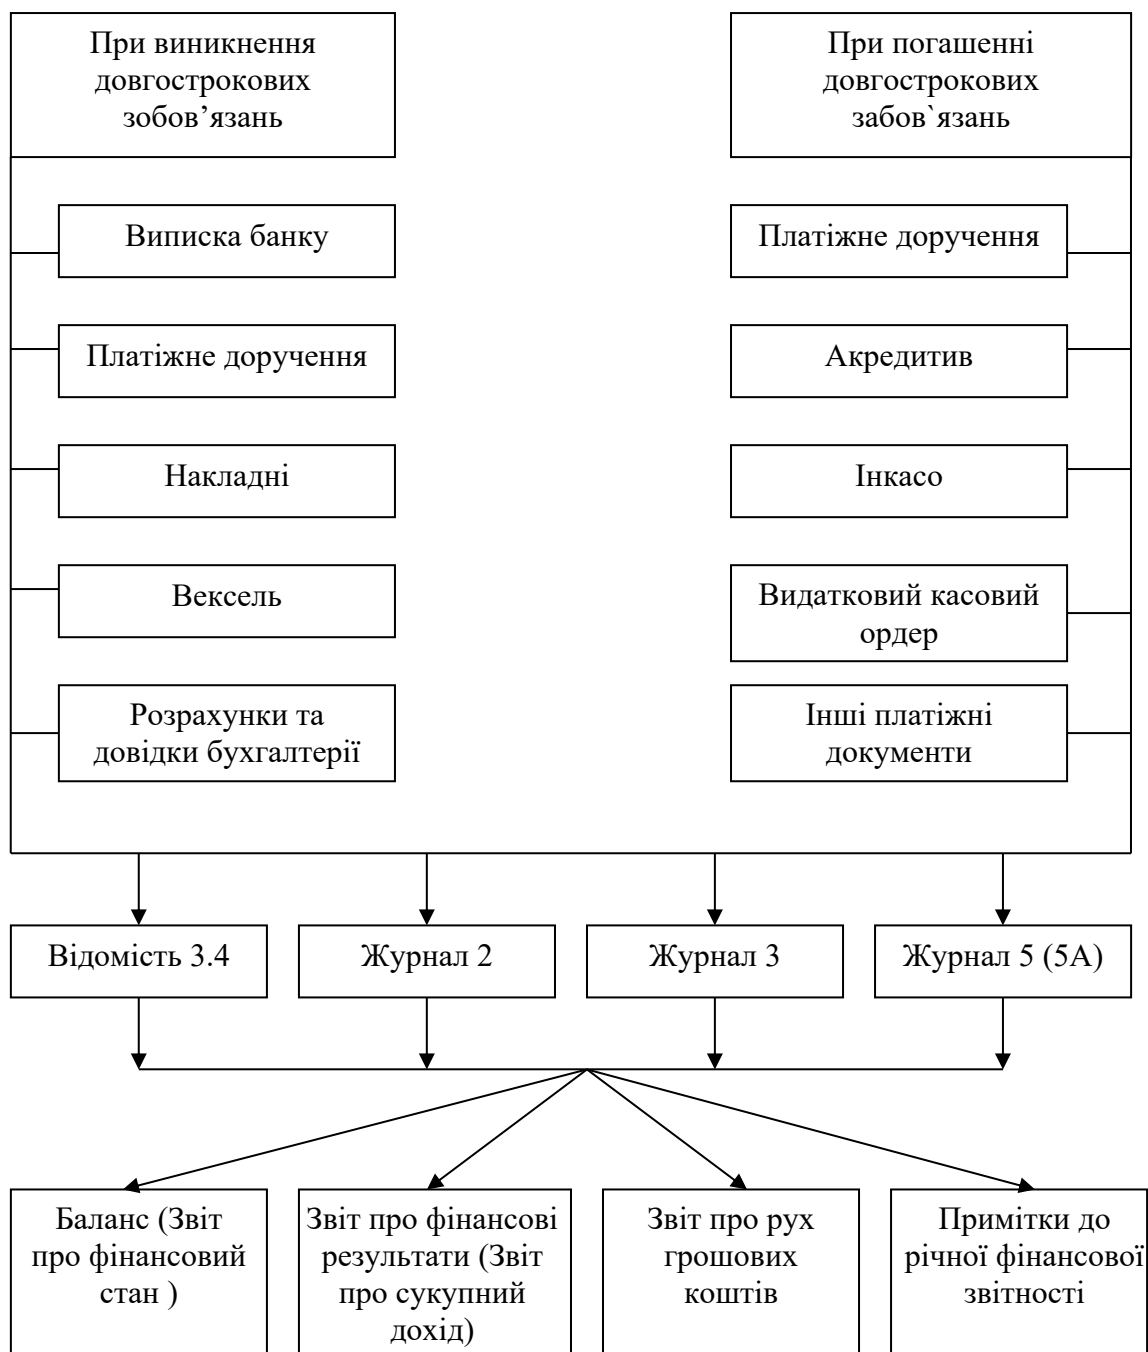 При виникнення
довгострокових
зобов’язань
При погашенні
довгострокових
забов`язань
Виписка банку
Платіжне доручення
Платіжне доручення
Акредитив
Накладні
Інкасо
Вексель
Видатковий касовий
ордер
Розрахунки та
довідки бухгалтерії
Інші платіжні
документи
Відомість 3.4
Журнал 2
Журнал 3
Журнал 5 (5А)
Баланс (Звіт
про фінансовий
стан )
Звіт про фінансові
результати (Звіт
про сукупний
дохід)
Звіт про рух
грошових
коштів
Примітки до
річної фінансової
звітності